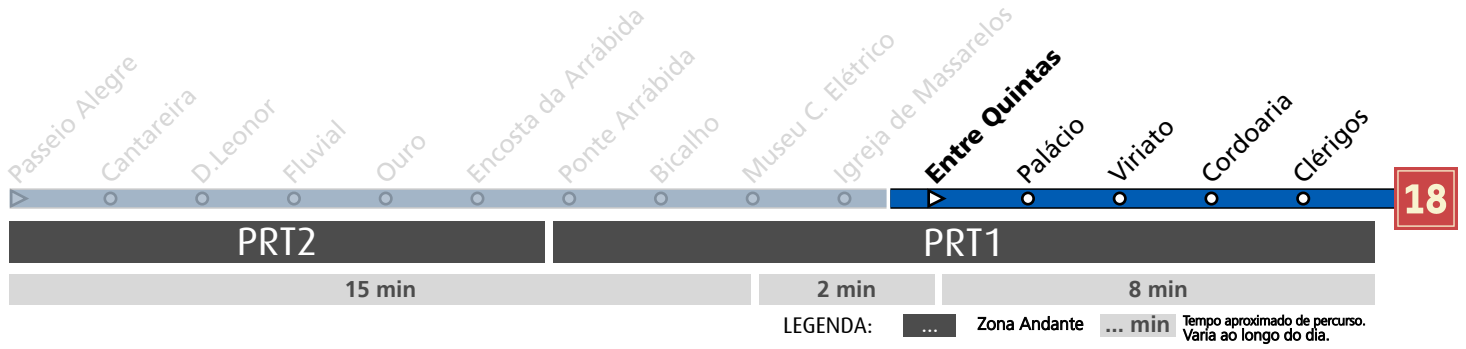 Passeio Alegre
Cantareira
D.Leonor
Fluvial
Ouro
Encosta da Arrábida
Ponte Arrábida
Bicalho
Museu C. Elétrico
Igreja de Massarelos
Entre Quintas
Palácio
Viriato
Cordoaria
Clérigos
18
PRT2 PRT1
15 min 2 min 8 min
LEGENDA: ... Zona Andante ... min Tempo aproximado de percurso.
Varia ao longo do dia.